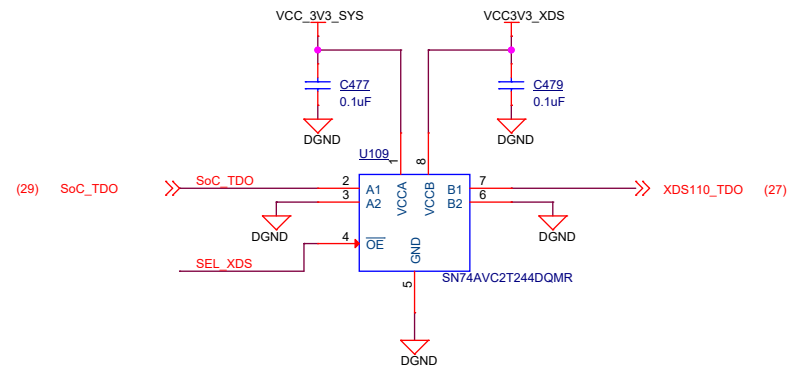 VCC_3V3_SYS
VCC3V3_XDS
C477
0.1uF
C479
0.1uF
DGND
DGND
U109
1
8
(29) SoC_TDO
SoC_TDO
2
A1
VCCA
VCCB
B1
7
XDS110_TDO (27)
3
A2
B2
6
DGND
DGND
4
OE
GND
SEL_XDS
5
SN74AVC2T244DQMR
DGND